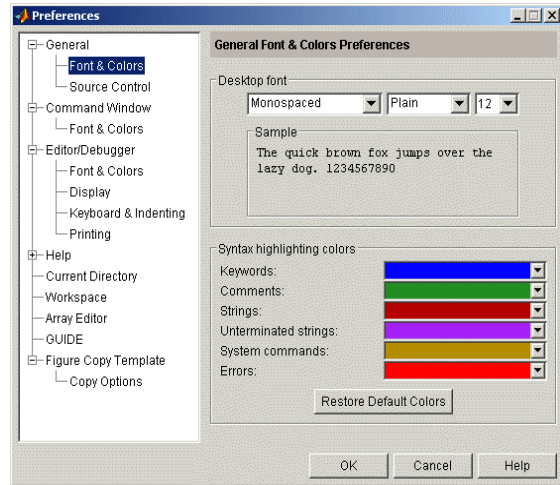 Preferences
General
Font & Colors
Source Control
Command Window
Font & Colors
Editor/Debugger
Font & Colors
Display
Keyboard & Indenting
Printing
Help
Current Directory
Workspace
Array Editor
GUIDE
Figure Copy Template
Copy Options
General Font & Colors Preferences
Desktop font
Monospaced Plain 12
Sample
The quick brown fox jumps over the
lazy dog. 1234567890
Syntax highlighting colors
Keywords:
Comments:
Strings:
Unterminated strings:
System commands:
Errors:
Restore Default Colors
OK Cancel Help